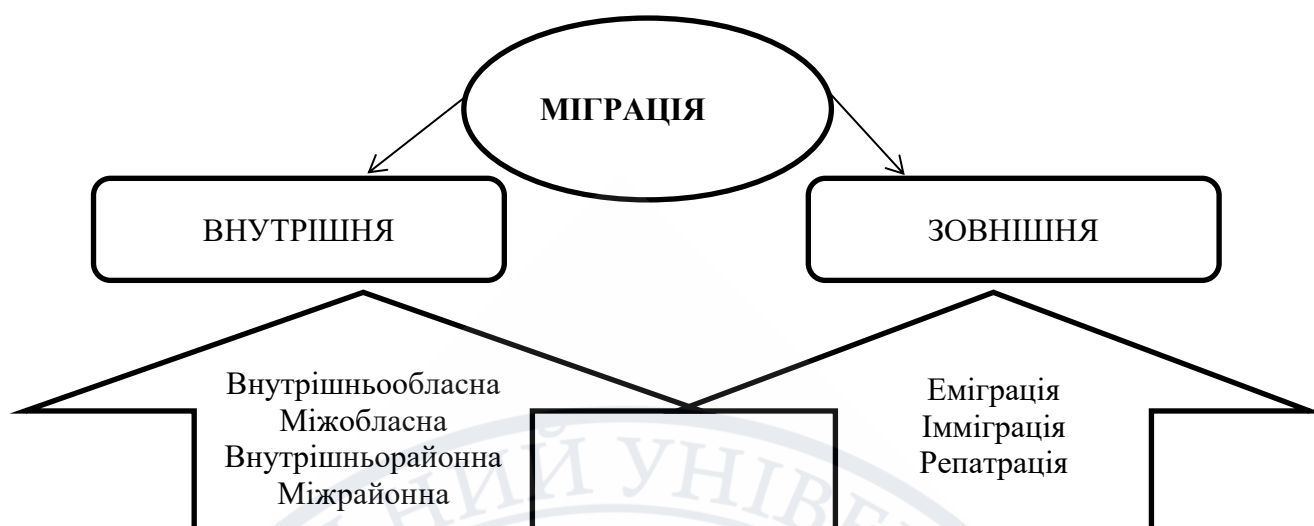 МІГРАЦІЯ
ВНУТРІШНЯ
ЗОВНІШНЯ
Внутрішньообласна
Міжобласна
Внутрішньорайонна
Міжрайонна
Еміграція
Імміграція
Репатрація